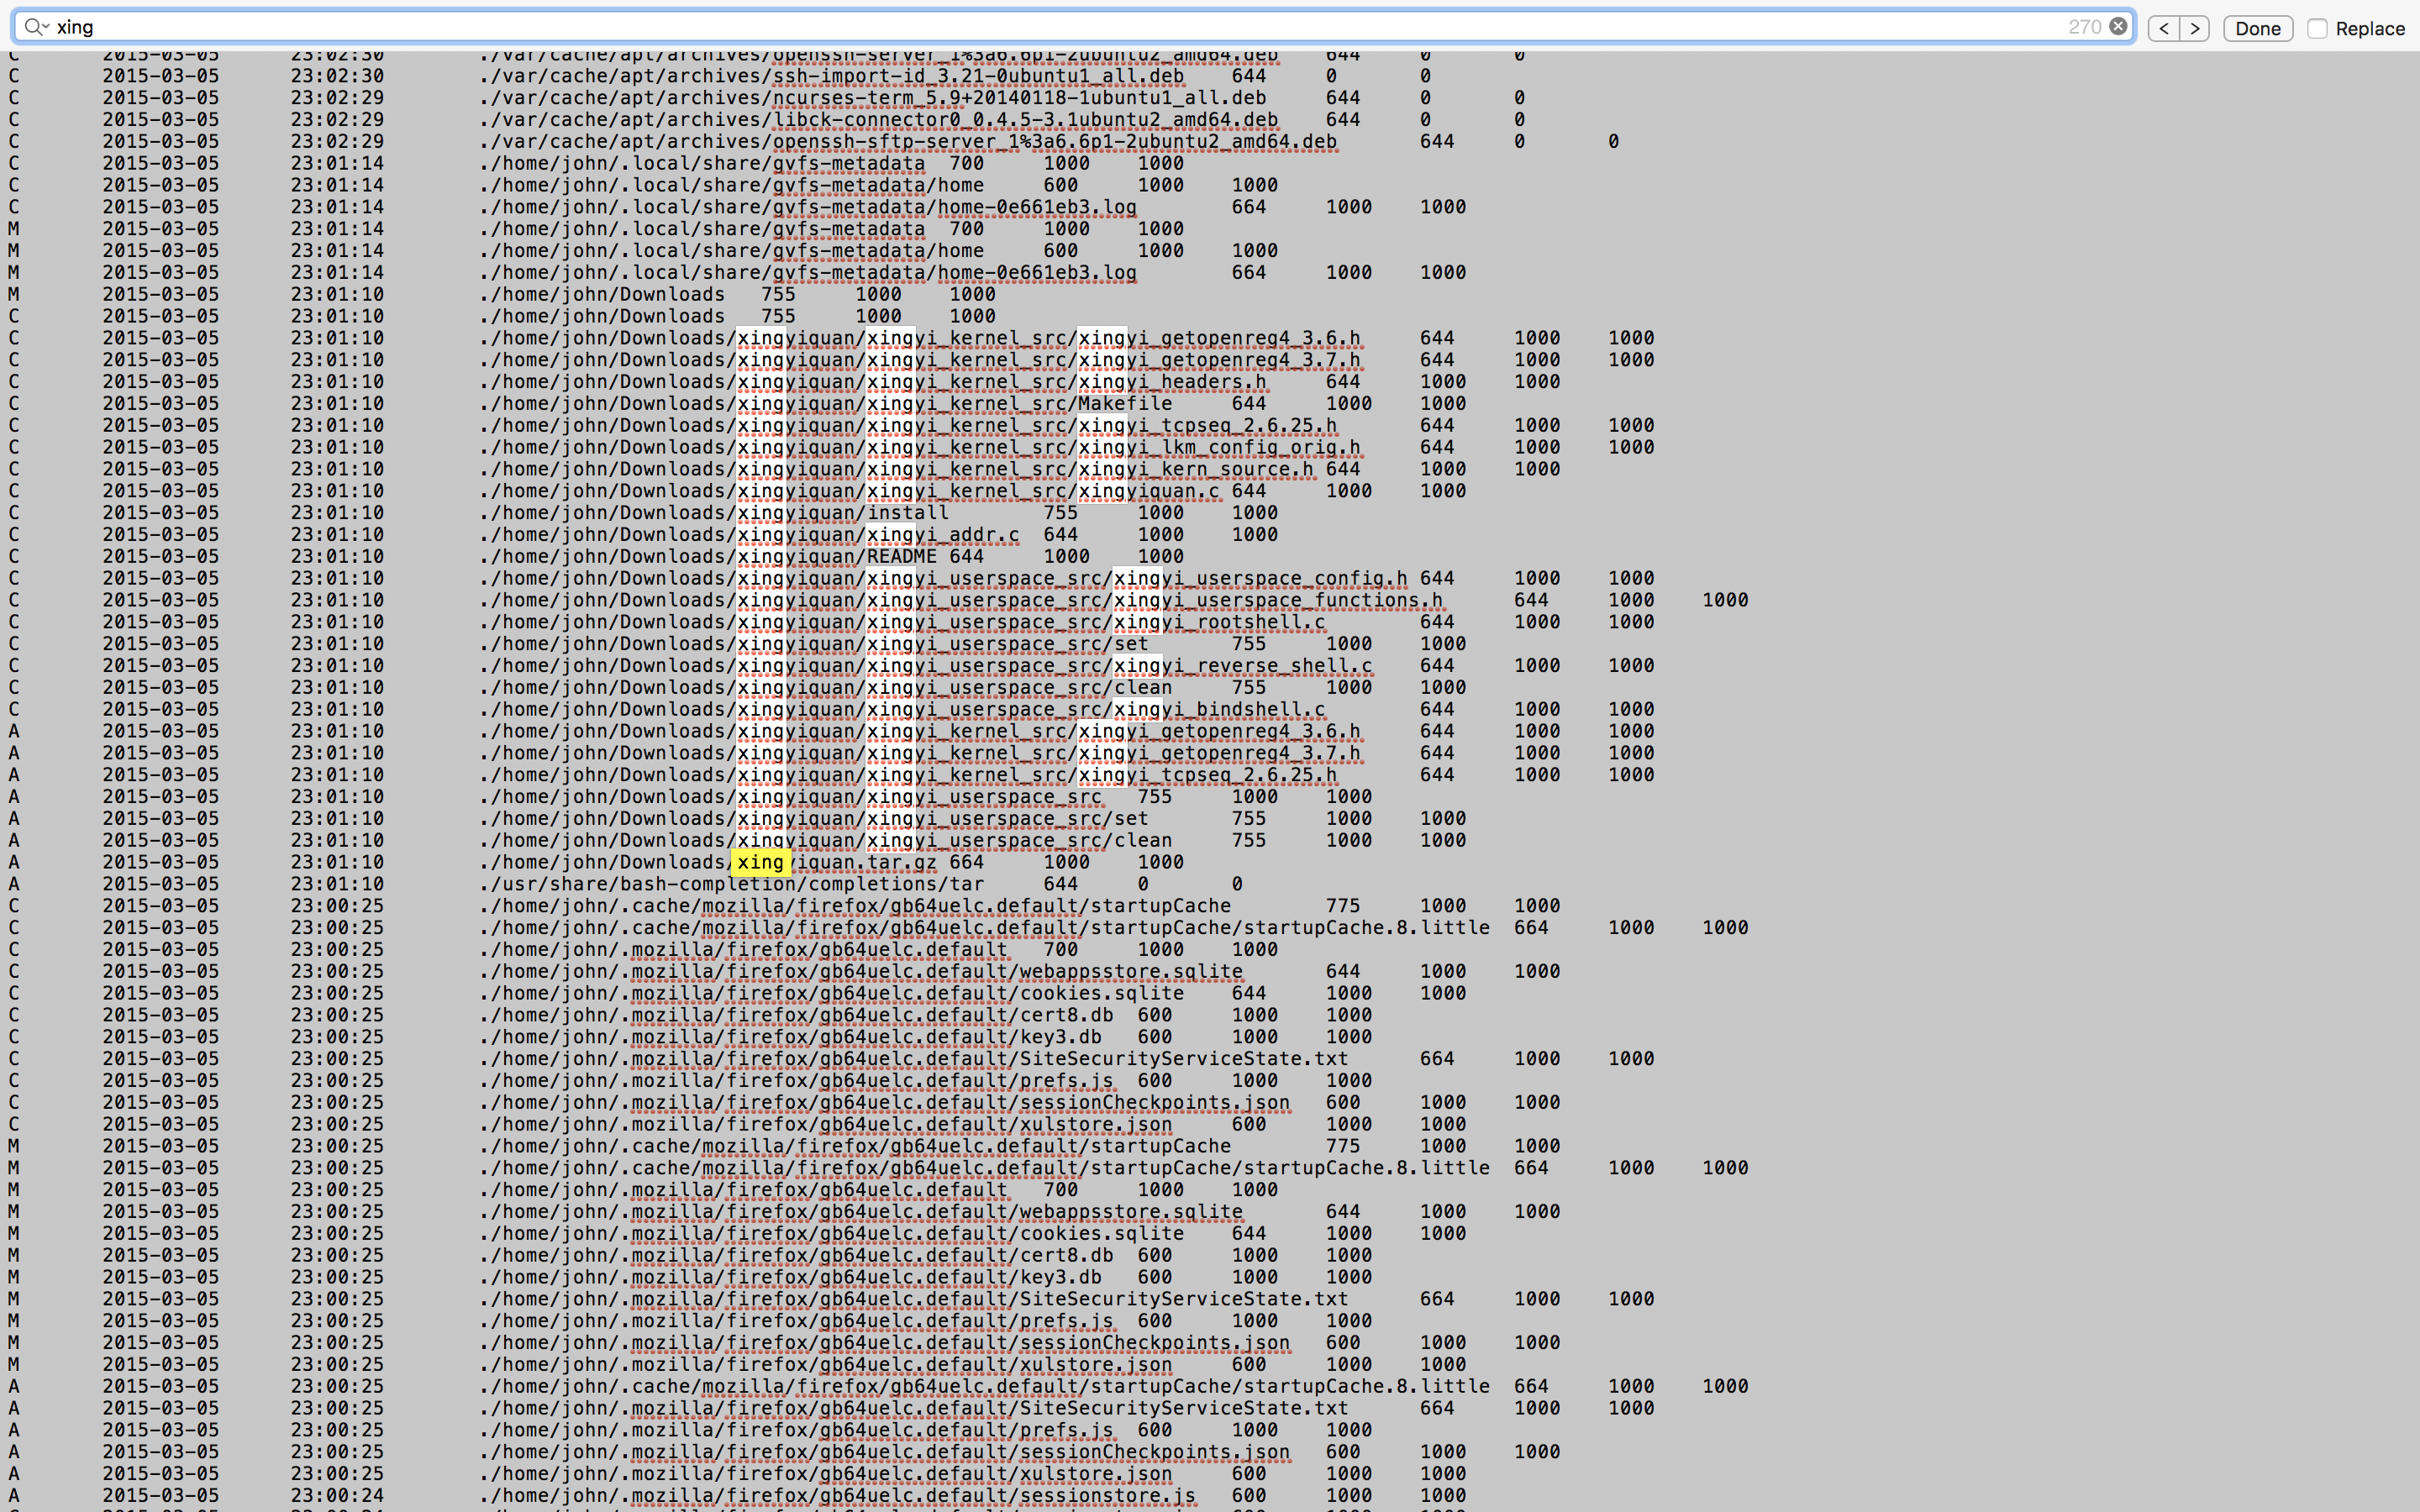 xing 270 < > Done Replace
C 2015-03-05 23:02:30 ./var/cache/apt/archives/openssh-server_1%3a6.6p1-2ubuntu2_amd64.deb 644 0 0
C 2015-03-05 23:02:30 ./var/cache/apt/archives/ssh-import-id_3.21-0ubuntu1_all.deb 644 0 0
C 2015-03-05 23:02:29 ./var/cache/apt/archives/ncurses-term_5.9+20140118-1ubuntu1_all.deb 644 0 0
C 2015-03-05 23:02:29 ./var/cache/apt/archives/libck-connector0_0.4.5-3.1ubuntu2_amd64.deb 644 0 0
C 2015-03-05 23:02:29 ./var/cache/apt/archives/openssh-sftp-server_1%3a6.6p1-2ubuntu2_amd64.deb 644 0 0
C 2015-03-05 23:01:14 ./home/john/.local/share/gvfs-metadata 700 1000 1000
C 2015-03-05 23:01:14 ./home/john/.local/share/gvfs-metadata/home 600 1000 1000
C 2015-03-05 23:01:14 ./home/john/.local/share/gvfs-metadata/home-0e661eb3.log 664 1000 1000
M 2015-03-05 23:01:14 ./home/john/.local/share/gvfs-metadata 700 1000 1000
M 2015-03-05 23:01:14 ./home/john/.local/share/gvfs-metadata/home 600 1000 1000
M 2015-03-05 23:01:14 ./home/john/.local/share/gvfs-metadata/home-0e661eb3.log 664 1000 1000
M 2015-03-05 23:01:10 ./home/john/Downloads 755 1000 1000
C 2015-03-05 23:01:10 ./home/john/Downloads 755 1000 1000
C 2015-03-05 23:01:10 ./home/john/Downloads/xingyiquan/xingyi_kernel_src/xingyi_getopenreg4_3.6.h 644 1000 1000
C 2015-03-05 23:01:10 ./home/john/Downloads/xingyiquan/xingyi_kernel_src/xingyi_getopenreg4_3.7.h 644 1000 1000
C 2015-03-05 23:01:10 ./home/john/Downloads/xingyiquan/xingyi_kernel_src/xingyi_headers.h 644 1000 1000
C 2015-03-05 23:01:10 ./home/john/Downloads/xingyiquan/xingyi_kernel_src/Makefile 644 1000 1000
C 2015-03-05 23:01:10 ./home/john/Downloads/xingyiquan/xingyi_kernel_src/xingyi_tcpseq_2.6.25.h 644 1000 1000
C 2015-03-05 23:01:10 ./home/john/Downloads/xingyiquan/xingyi_kernel_src/xingyi_lkm_config_orig.h 644 1000 1000
C 2015-03-05 23:01:10 ./home/john/Downloads/xingyiquan/xingyi_kernel_src/xingyi_kern_source.h 644 1000 1000
C 2015-03-05 23:01:10 ./home/john/Downloads/xingyiquan/xingyi_kernel_src/xingyiquan.c 644 1000 1000
C 2015-03-05 23:01:10 ./home/john/Downloads/xingyiquan/install 755 1000 1000
C 2015-03-05 23:01:10 ./home/john/Downloads/xingyiquan/xingyi_addr.c 644 1000 1000
C 2015-03-05 23:01:10 ./home/john/Downloads/xingyiquan/README 644 1000 1000
C 2015-03-05 23:01:10 ./home/john/Downloads/xingyiquan/xingyi_userspace_src/xingyi_userspace_config.h 644 1000 1000
C 2015-03-05 23:01:10 ./home/john/Downloads/xingyiquan/xingyi_userspace_src/xingyi_userspace_functions.h 644 1000 1000
C 2015-03-05 23:01:10 ./home/john/Downloads/xingyiquan/xingyi_userspace_src/xingyi_rootshell.c 644 1000 1000
C 2015-03-05 23:01:10 ./home/john/Downloads/xingyiquan/xingyi_userspace_src/set 755 1000 1000
C 2015-03-05 23:01:10 ./home/john/Downloads/xingyiquan/xingyi_userspace_src/xingyi_reverse_shell.c 644 1000 1000
C 2015-03-05 23:01:10 ./home/john/Downloads/xingyiquan/xingyi_userspace_src/clean 755 1000 1000
C 2015-03-05 23:01:10 ./home/john/Downloads/xingyiquan/xingyi_userspace_src/xingyi_bindshell.c 644 1000 1000
A 2015-03-05 23:01:10 ./home/john/Downloads/xingyiquan/xingyi_kernel_src/xingyi_getopenreg4_3.6.h 644 1000 1000
A 2015-03-05 23:01:10 ./home/john/Downloads/xingyiquan/xingyi_kernel_src/xingyi_getopenreg4_3.7.h 644 1000 1000
A 2015-03-05 23:01:10 ./home/john/Downloads/xingyiquan/xingyi_kernel_src/xingyi_tcpseq_2.6.25.h 644 1000 1000
A 2015-03-05 23:01:10 ./home/john/Downloads/xingyiquan/xingyi_userspace_src 755 1000 1000
A 2015-03-05 23:01:10 ./home/john/Downloads/xingyiquan/xingyi_userspace_src/set 755 1000 1000
A 2015-03-05 23:01:10 ./home/john/Downloads/xingyiquan/xingyi_userspace_src/clean 755 1000 1000
A 2015-03-05 23:01:10 ./home/john/Downloads/xingyiquan.tar.gz 664 1000 1000
A 2015-03-05 23:01:10 ./usr/share/bash-completion/completions/tar 644 0 0
C 2015-03-05 23:00:25 ./home/john/.cache/mozilla/firefox/gb64uelc.default/startupCache 775 1000 1000
C 2015-03-05 23:00:25 ./home/john/.cache/mozilla/firefox/gb64uelc.default/startupCache/startupCache.8.little 664 1000 1000
C 2015-03-05 23:00:25 ./home/john/.mozilla/firefox/gb64uelc.default 700 1000 1000
C 2015-03-05 23:00:25 ./home/john/.mozilla/firefox/gb64uelc.default/webappsstore.sqlite 644 1000 1000
C 2015-03-05 23:00:25 ./home/john/.mozilla/firefox/gb64uelc.default/cookies.sqlite 644 1000 1000
C 2015-03-05 23:00:25 ./home/john/.mozilla/firefox/gb64uelc.default/cert8.db 600 1000 1000
C 2015-03-05 23:00:25 ./home/john/.mozilla/firefox/gb64uelc.default/key3.db 600 1000 1000
C 2015-03-05 23:00:25 ./home/john/.mozilla/firefox/gb64uelc.default/SiteSecurityServiceState.txt 664 1000 1000
C 2015-03-05 23:00:25 ./home/john/.mozilla/firefox/gb64uelc.default/prefs.js 600 1000 1000
C 2015-03-05 23:00:25 ./home/john/.mozilla/firefox/gb64uelc.default/sessionCheckpoints.json 600 1000 1000
C 2015-03-05 23:00:25 ./home/john/.mozilla/firefox/gb64uelc.default/xulstore.json 600 1000 1000
M 2015-03-05 23:00:25 ./home/john/.cache/mozilla/firefox/gb64uelc.default/startupCache 775 1000 1000
M 2015-03-05 23:00:25 ./home/john/.cache/mozilla/firefox/gb64uelc.default/startupCache/startupCache.8.little 664 1000 1000
M 2015-03-05 23:00:25 ./home/john/.mozilla/firefox/gb64uelc.default 700 1000 1000
M 2015-03-05 23:00:25 ./home/john/.mozilla/firefox/gb64uelc.default/webappsstore.sqlite 644 1000 1000
M 2015-03-05 23:00:25 ./home/john/.mozilla/firefox/gb64uelc.default/cookies.sqlite 644 1000 1000
M 2015-03-05 23:00:25 ./home/john/.mozilla/firefox/gb64uelc.default/cert8.db 600 1000 1000
M 2015-03-05 23:00:25 ./home/john/.mozilla/firefox/gb64uelc.default/key3.db 600 1000 1000
M 2015-03-05 23:00:25 ./home/john/.mozilla/firefox/gb64uelc.default/SiteSecurityServiceState.txt 664 1000 1000
M 2015-03-05 23:00:25 ./home/john/.mozilla/firefox/gb64uelc.default/prefs.js 600 1000 1000
M 2015-03-05 23:00:25 ./home/john/.mozilla/firefox/gb64uelc.default/sessionCheckpoints.json 600 1000 1000
M 2015-03-05 23:00:25 ./home/john/.mozilla/firefox/gb64uelc.default/xulstore.json 600 1000 1000
A 2015-03-05 23:00:25 ./home/john/.cache/mozilla/firefox/gb64uelc.default/startupCache/startupCache.8.little 664 1000 1000
A 2015-03-05 23:00:25 ./home/john/.mozilla/firefox/gb64uelc.default/SiteSecurityServiceState.txt 664 1000 1000
A 2015-03-05 23:00:25 ./home/john/.mozilla/firefox/gb64uelc.default/prefs.js 600 1000 1000
A 2015-03-05 23:00:25 ./home/john/.mozilla/firefox/gb64uelc.default/sessionCheckpoints.json 600 1000 1000
A 2015-03-05 23:00:25 ./home/john/.mozilla/firefox/gb64uelc.default/xulstore.json 600 1000 1000
A 2015-03-05 23:00:24 ./home/john/.mozilla/firefox/gb64uelc.default/sessionstore.js 600 1000 1000